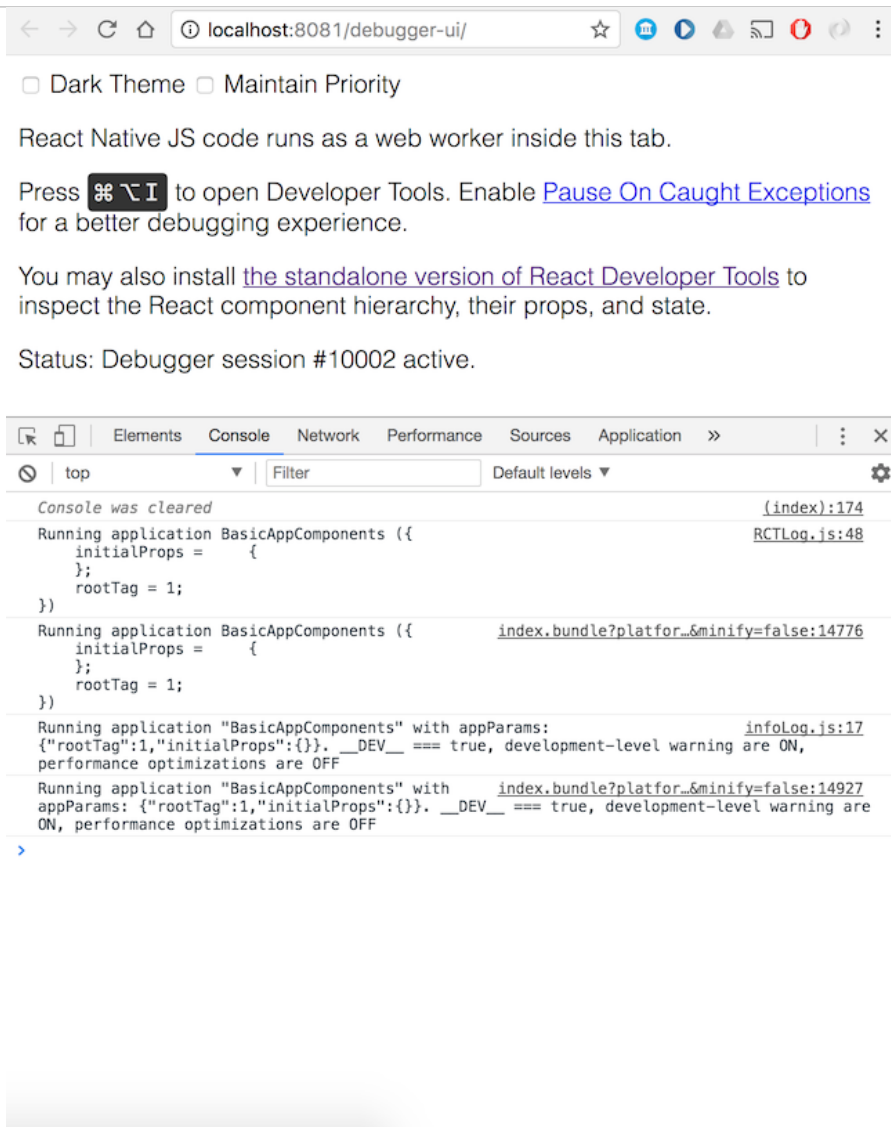 localhost:8081/debugger-ui/
Dark Theme Maintain Priority
React Native JS code runs as a web worker inside this tab.
Press ⌘⌥I to open Developer Tools. Enable Pause On Caught Exceptions
for a better debugging experience.
You may also install the standalone version of React Developer Tools to
inspect the React component hierarchy, their props, and state.
Status: Debugger session #10002 active.
Elements Console Network Performance Sources Application »
top Filter Default levels ▼
Console was cleared (index):174
Running application BasicAppComponents ({ RCTLog.js:48
    initialProps =     {
    };
    rootTag = 1;
})
Running application BasicAppComponents ({ index.bundle?platfor…&minify=false:14776
    initialProps =     {
    };
    rootTag = 1;
})
Running application "BasicAppComponents" with appParams: infoLog.js:17
{"rootTag":1,"initialProps":{}}. __DEV__ === true, development-level warning are ON,
performance optimizations are OFF
Running application "BasicAppComponents" with index.bundle?platfor…&minify=false:14927
appParams: {"rootTag":1,"initialProps":{}}. __DEV__ === true, development-level warning are
ON, performance optimizations are OFF
>